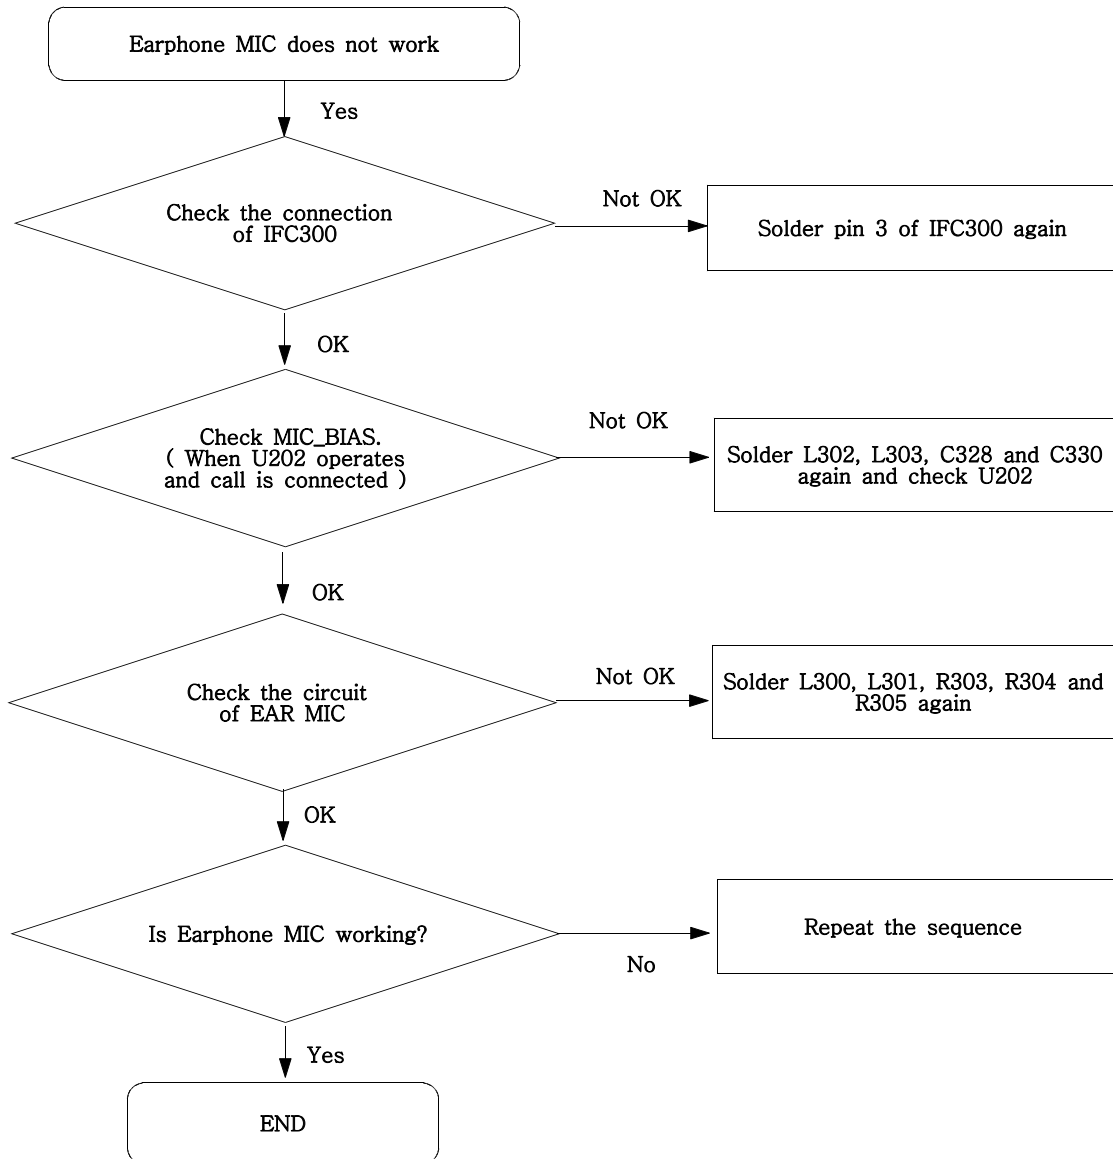 Earphone MIC does not work
Yes
Check the connection
of IFC300
Not OK
Solder pin 3 of IFC300 again
OK
Check MIC_BIAS.
( When U202 operates
and call is connected )
Not OK
Solder L302, L303, C328 and C330
again and check U202
OK
Check the circuit
of EAR MIC
Not OK
Solder L300, L301, R303, R304 and
R305 again
OK
Is Earphone MIC working?
No
Repeat the sequence
Yes
END